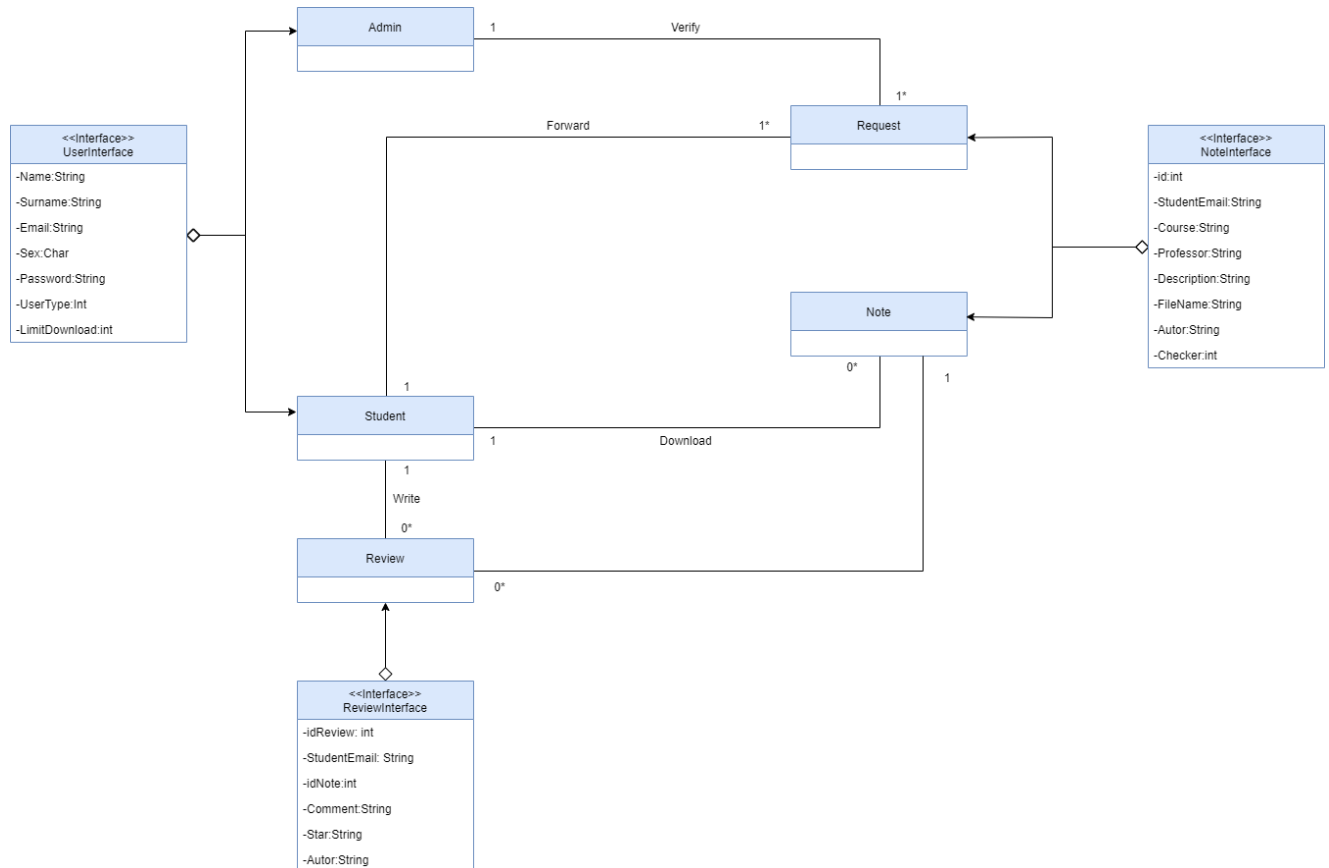 Admin
1
Verify
1*
Forward
1*
Request
<<Interface>>
UserInterface
-Name:String
-Surname:String
-Email:String
-Sex:Char
-Password:String
-UserType:Int
-LimitDownload:int
<<Interface>>
NoteInterface
-id:int
-StudentEmail:String
-Course:String
-Professor:String
-Description:String
-FileName:String
-Autor:String
-Checker:int
Note
0*
1
1
Student
1
Download
1
Write
0*
Review
0*
<<Interface>>
ReviewInterface
-idReview: int
-StudentEmail: String
-idNote:int
-Comment:String
-Star:String
-Autor:String